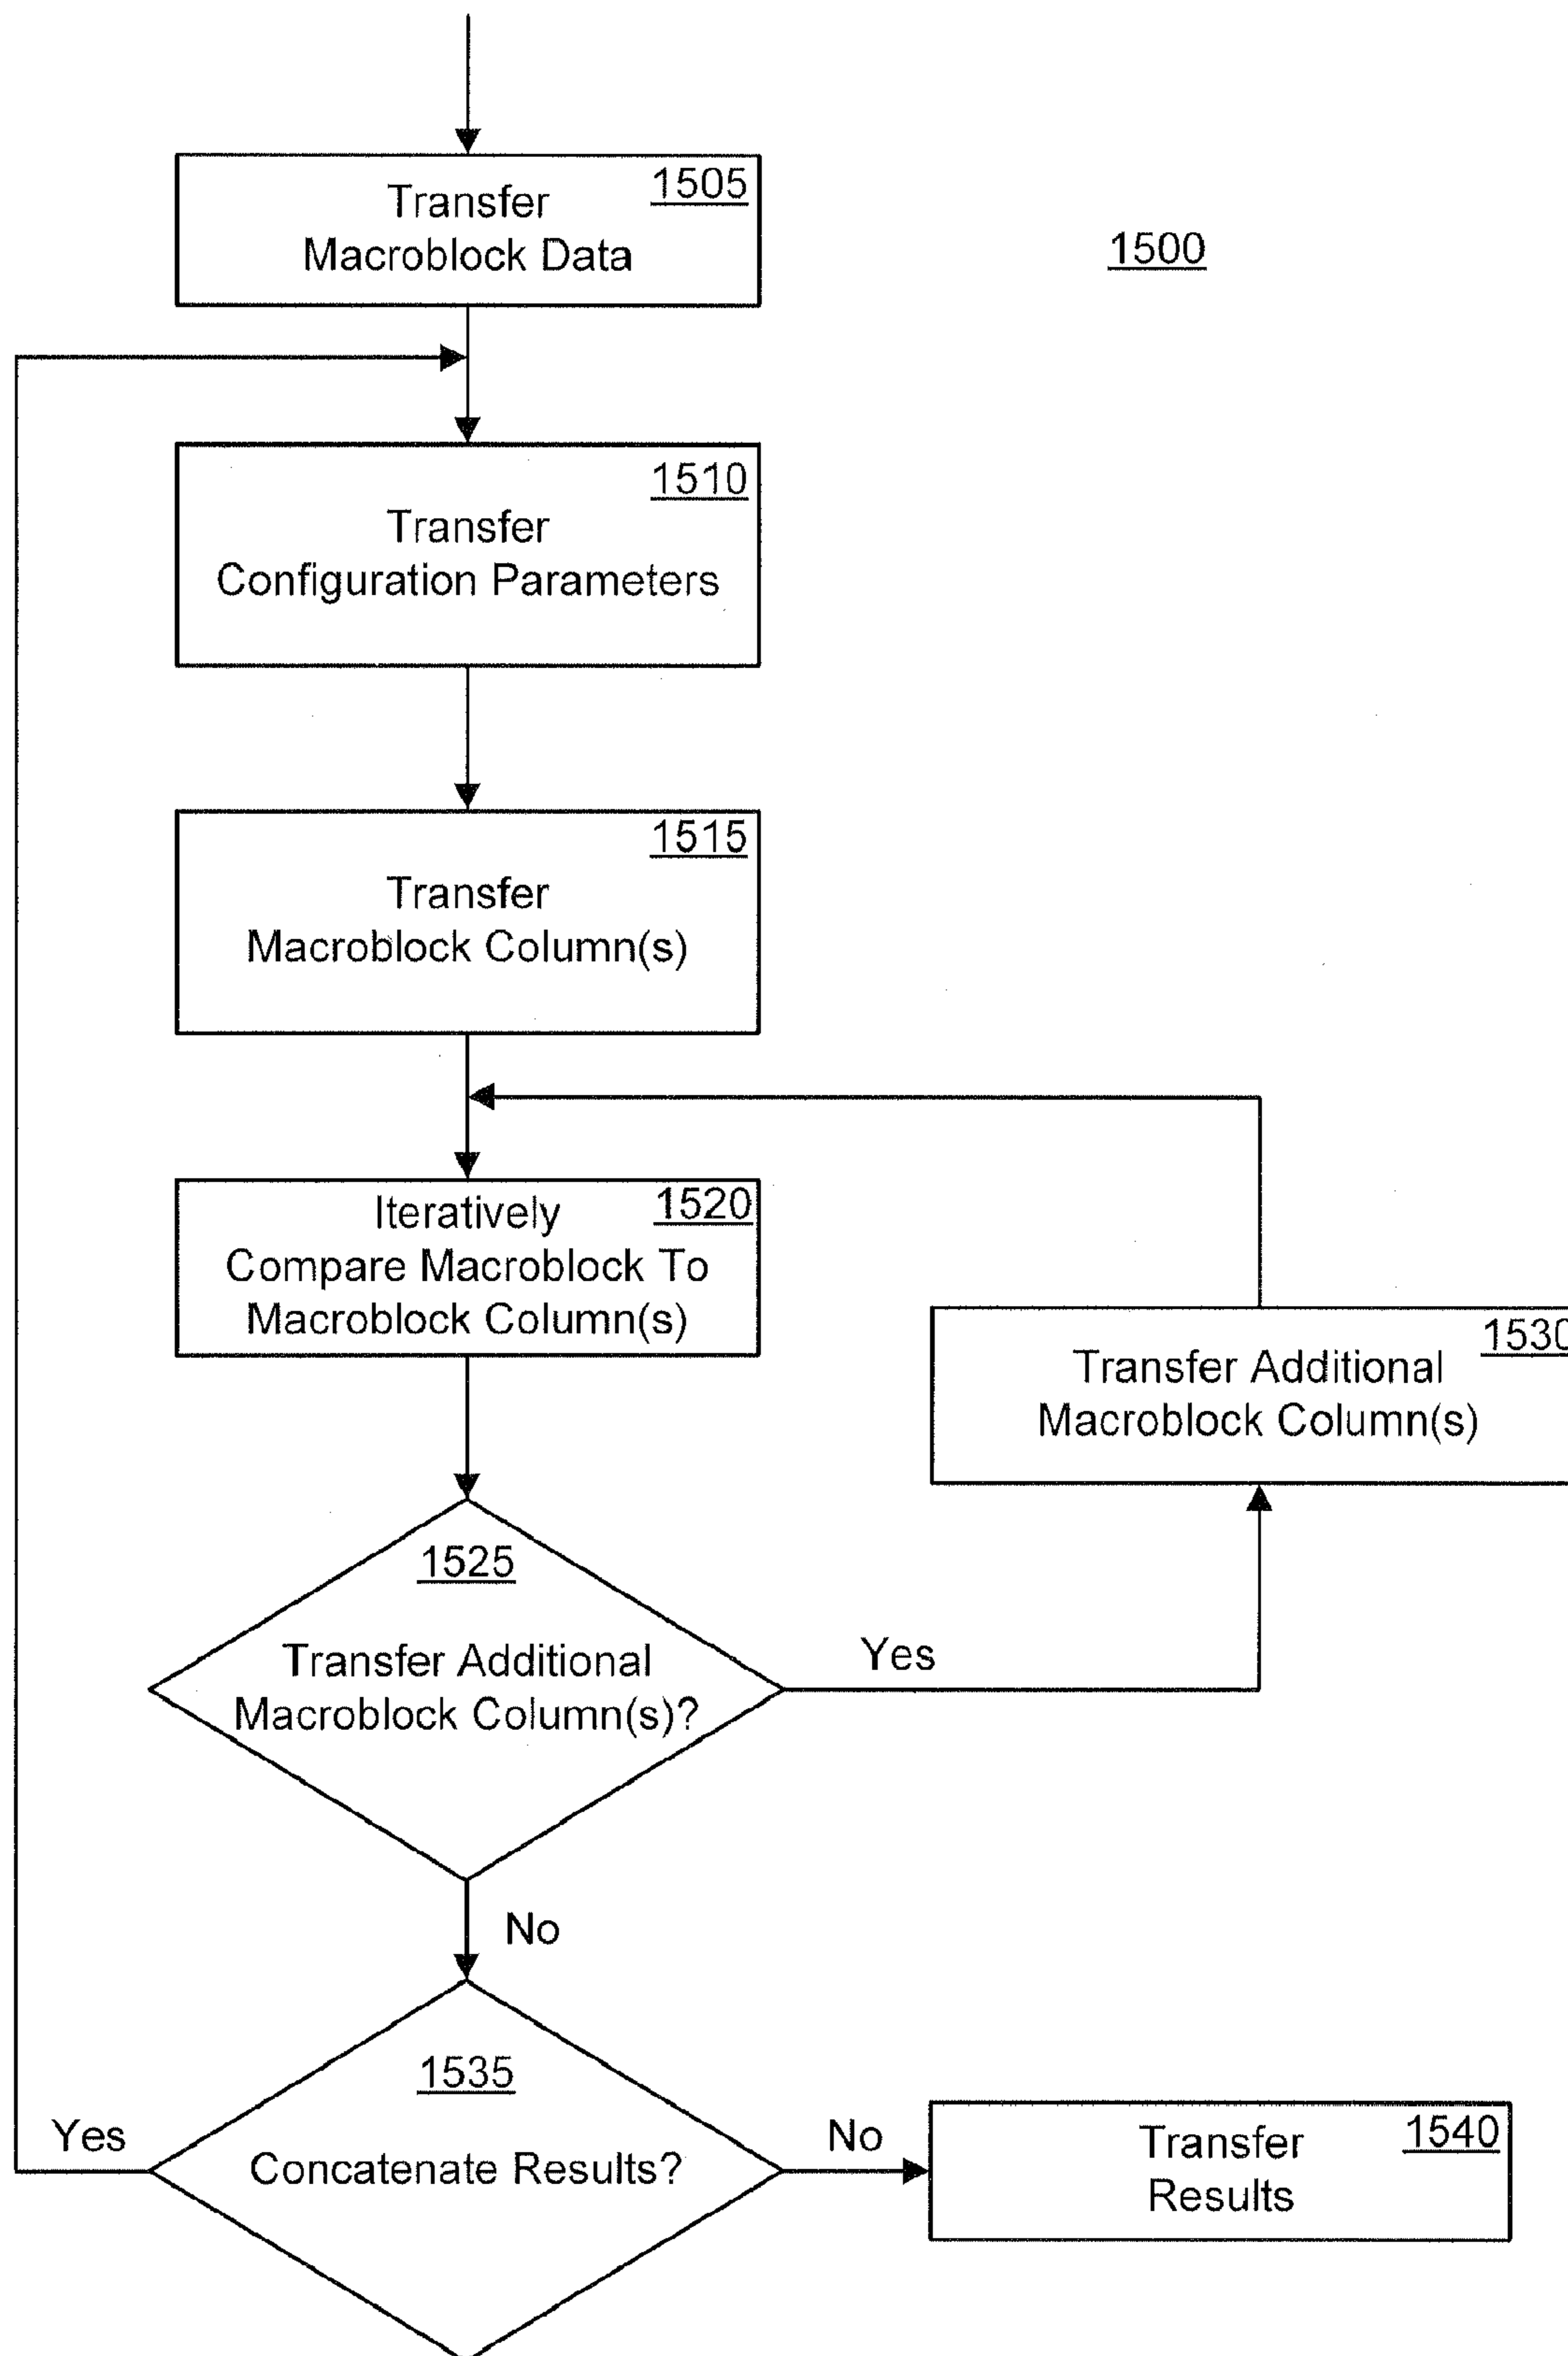 1505
Transfer
Macroblock Data
1500
1510
Transfer
Configuration Parameters
1515
Transfer
Macroblock Column(s)
1520
Iteratively
Compare Macroblock To
Macroblock Column(s)
1530
Transfer Additional
Macroblock Column(s)
1525
Transfer Additional
Macroblock Column(s)?
Yes
No
1535
Concatenate Results?
Yes
No
1540
Transfer
Results